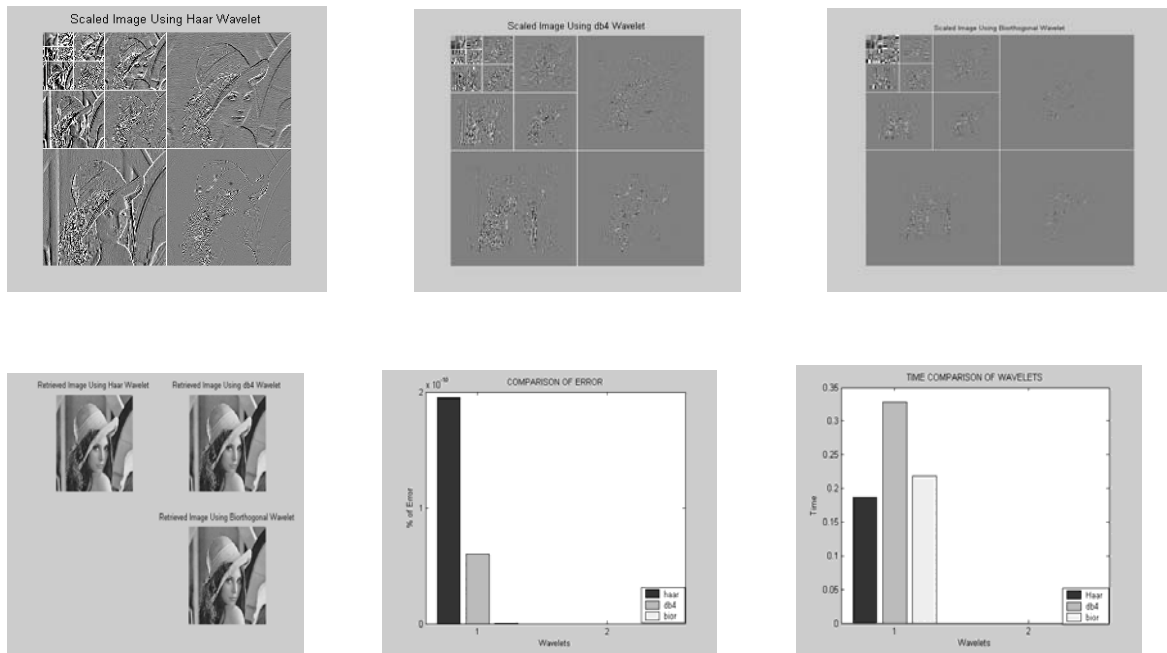 Scaled Image Using Haar Wavelet
Scaled Image Using db4 Wavelet
Scaled Image Using Biorthogonal Wavelet
Retrieved Image Using Haar Wavelet
Retrieved Image Using db4 Wavelet
Retrieved Image Using Biorthogonal Wavelet
COMPARISON OF ERROR
x 10
2
1
0
% of Error
1
2
Wavelets
haar
db4
bior
TIME COMPARISON OF WAVELETS
0.35
0.3
0.25
0.2
0.15
0.1
0.05
0
Time
1
2
Wavelets
Haar
db4
bior